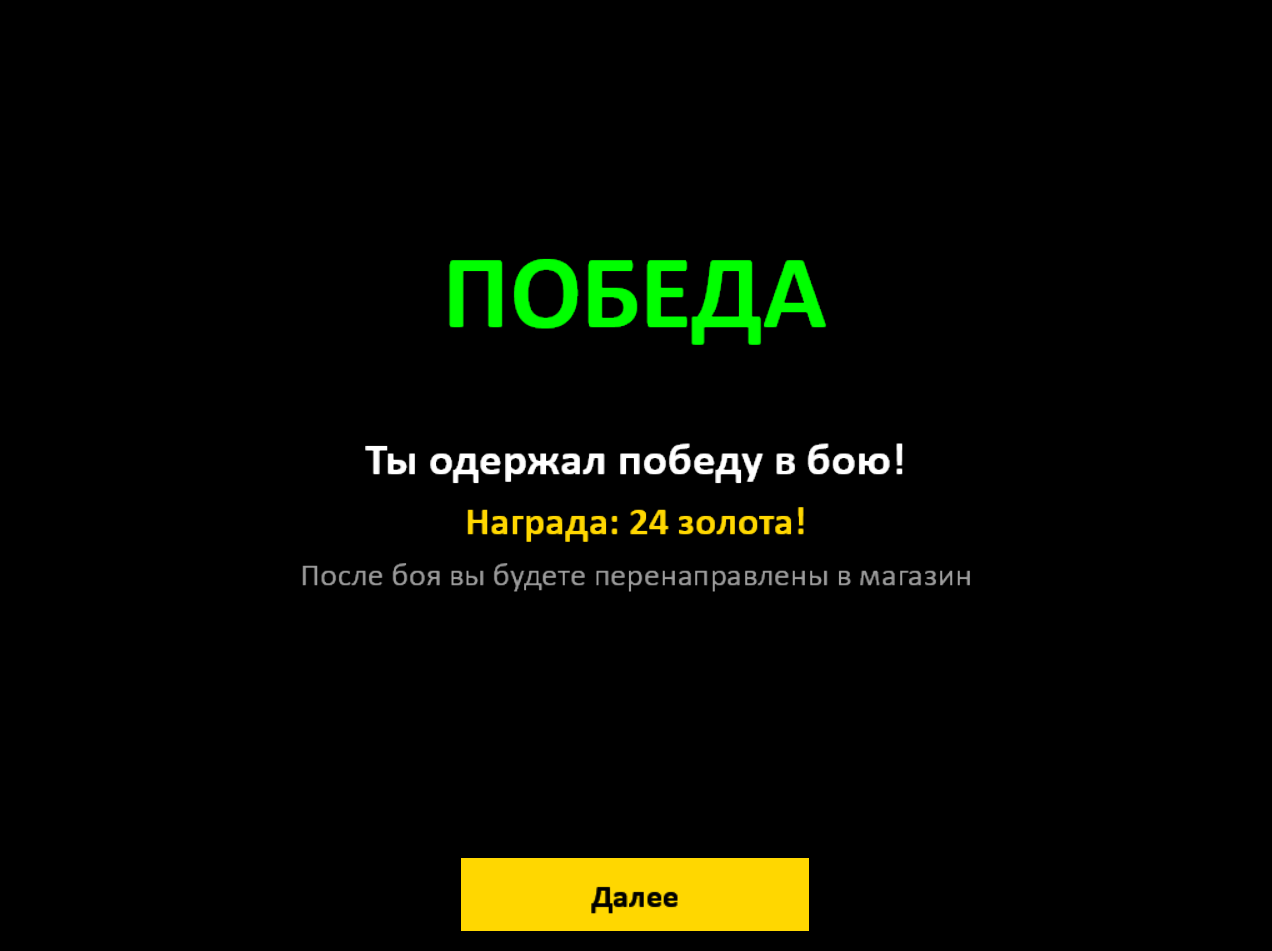 ПОБЕДА
Ты одержал победу в бою!
Награда: 24 золота!
После боя вы будете перенаправлены в магазин
Далее